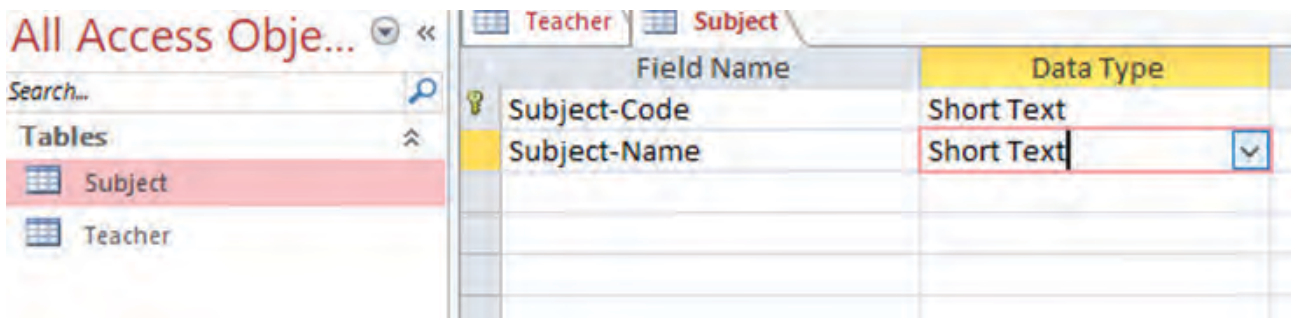 All Access Obje... «
Search...
Tables
Subject
Teacher
Teacher Subject
Field Name Data Type
Subject-Code Short Text
Subject-Name Short Text